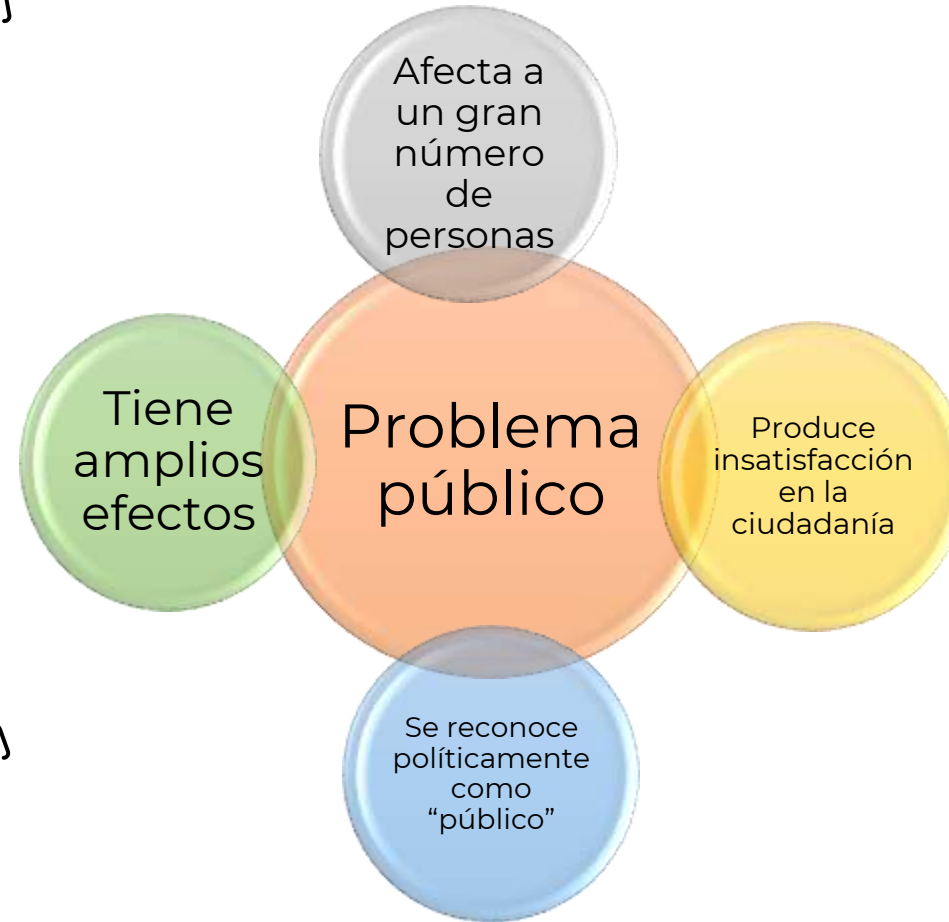 Afecta a
un gran
número
de
personas
Tiene
amplios
efectos
Problema
público
Produce
insatisfacción
en la
ciudadanía
Se reconoce
políticamente
como
“público”